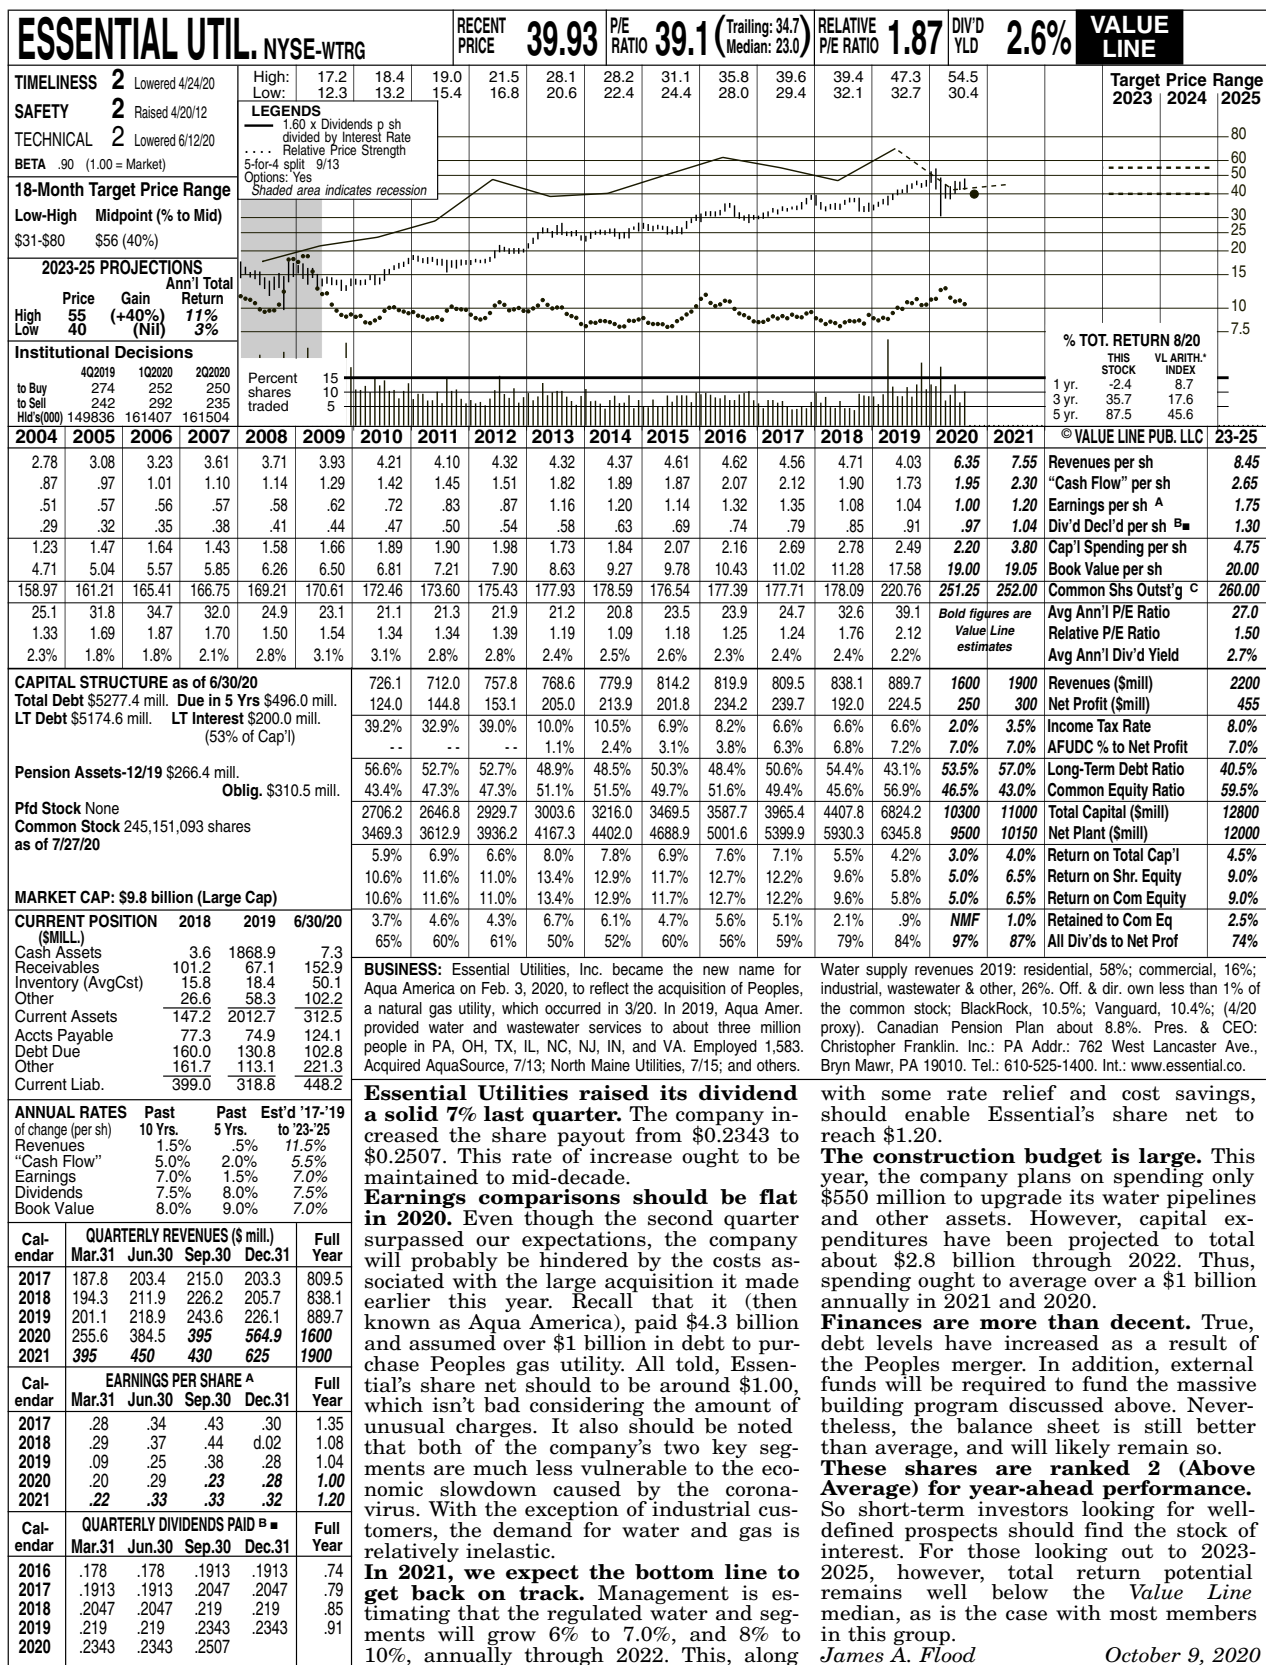 ESSENTIAL UTIL. NYSE-WTRG
RECENT PRICE 39.93 P/E RATIO 39.1 (Trailing: 34.7 Median: 23.0) RELATIVE P/E RATIO 1.87 DIV'D YLD 2.6% VALUE LINE
TIMELINESS 2 Lowered 4/24/20
SAFETY 2 Raised 4/20/12
TECHNICAL 2 Lowered 6/12/20
BETA .90 (1.00 = Market)
18-Month Target Price Range
Low-High Midpoint (% to Mid)
$31-$80 $56 (40%)
2023-25 PROJECTIONS
Ann'l Total
Price Gain Return
High 55 (+40%) 11%
Low 40 (Nil) 3%
Institutional Decisions
4Q2019 1Q2020 2Q2020
to Buy 274 252 250
to Sell 242 292 235
Hld's(000) 149836 161407 161504
High: 17.2 18.4 19.0 21.5 28.1 28.2 31.1 35.8 39.6 39.4 47.3 54.5
Low: 12.3 13.2 15.4 16.8 20.6 22.4 24.4 28.0 29.4 32.1 32.7 30.4
LEGENDS
1.60 x Dividends p sh
divided by Interest Rate
. . . . Relative Price Strength
5-for-4 split 9/13
Options: Yes
Shaded area indicates recession
Target Price Range
2023 2024 2025
80
60
50
40
30
25
20
15
10
7.5
Percent shares traded
15
10
5
% TOT. RETURN 8/20
THIS STOCK VL ARITH.* INDEX
1 yr. -2.4 8.7
3 yr. 35.7 17.6
5 yr. 87.5 45.6
2004 2005 2006 2007 2008 2009 2010 2011 2012 2013 2014 2015 2016 2017 2018 2019 2020 2021 © VALUE LINE PUB. LLC 23-25
2.78 3.08 3.23 3.61 3.71 3.93 4.21 4.10 4.32 4.32 4.37 4.61 4.62 4.56 4.71 4.03 6.35 7.55 Revenues per sh 8.45
.87 .97 1.01 1.10 1.14 1.29 1.42 1.45 1.51 1.82 1.89 1.87 2.07 2.12 1.90 1.73 1.95 2.30 "Cash Flow" per sh 2.65
.51 .57 .56 .57 .58 .62 .72 .83 .87 1.16 1.20 1.14 1.32 1.35 1.08 1.04 1.00 1.20 Earnings per sh A 1.75
.29 .32 .35 .38 .41 .44 .47 .50 .54 .58 .63 .69 .74 .79 .85 .91 .97 1.04 Div'd Decl'd per sh B■ 1.30
1.23 1.47 1.64 1.43 1.58 1.66 1.89 1.90 1.98 1.73 1.84 2.07 2.16 2.69 2.78 2.49 2.20 3.80 Cap'l Spending per sh 4.75
4.71 5.04 5.57 5.85 6.26 6.50 6.81 7.21 7.90 8.63 9.27 9.78 10.43 11.02 11.28 17.58 19.00 19.05 Book Value per sh 20.00
158.97 161.21 165.41 166.75 169.21 170.61 172.46 173.60 175.43 177.93 178.59 176.54 177.39 177.71 178.09 220.76 251.25 252.00 Common Shs Outst'g C 260.00
25.1 31.8 34.7 32.0 24.9 23.1 21.1 21.3 21.9 21.2 20.8 23.5 23.9 24.7 32.6 39.1 Bold figures are Avg Ann'l P/E Ratio 27.0
1.33 1.69 1.87 1.70 1.50 1.54 1.34 1.34 1.39 1.19 1.09 1.18 1.25 1.24 1.76 2.12 Value Line Relative P/E Ratio 1.50
2.3% 1.8% 1.8% 2.1% 2.8% 3.1% 3.1% 2.8% 2.8% 2.4% 2.5% 2.6% 2.3% 2.4% 2.4% 2.2% estimates Avg Ann'l Div'd Yield 2.7%
CAPITAL STRUCTURE as of 6/30/20
Total Debt $5277.4 mill. Due in 5 Yrs $496.0 mill.
LT Debt $5174.6 mill. LT Interest $200.0 mill.
(53% of Cap'l)
Pension Assets-12/19 $266.4 mill.
Oblig. $310.5 mill.
Pfd Stock None
Common Stock 245,151,093 shares
as of 7/27/20
MARKET CAP: $9.8 billion (Large Cap)
726.1 712.0 757.8 768.6 779.9 814.2 819.9 809.5 838.1 889.7 1600 1900 Revenues ($mill) 2200
124.0 144.8 153.1 205.0 213.9 201.8 234.2 239.7 192.0 224.5 250 300 Net Profit ($mill) 455
39.2% 32.9% 39.0% 10.0% 10.5% 6.9% 8.2% 6.6% 6.6% 6.6% 2.0% 3.5% Income Tax Rate 8.0%
- - - - - - 1.1% 2.4% 3.1% 3.8% 6.3% 6.8% 7.2% 7.0% 7.0% AFUDC % to Net Profit 7.0%
56.6% 52.7% 52.7% 48.9% 48.5% 50.3% 48.4% 50.6% 54.4% 43.1% 53.5% 57.0% Long-Term Debt Ratio 40.5%
43.4% 47.3% 47.3% 51.1% 51.5% 49.7% 51.6% 49.4% 45.6% 56.9% 46.5% 43.0% Common Equity Ratio 59.5%
2706.2 2646.8 2929.7 3003.6 3216.0 3469.5 3587.7 3965.4 4407.8 6824.2 10300 11000 Total Capital ($mill) 12800
3469.3 3612.9 3936.2 4167.3 4402.0 4688.9 5001.6 5399.9 5930.3 6345.8 9500 10150 Net Plant ($mill) 12000
5.9% 6.9% 6.6% 8.0% 7.8% 6.9% 7.6% 7.1% 5.5% 4.2% 3.0% 4.0% Return on Total Cap'l 4.5%
10.6% 11.6% 11.0% 13.4% 12.9% 11.7% 12.7% 12.2% 9.6% 5.8% 5.0% 6.5% Return on Shr. Equity 9.0%
10.6% 11.6% 11.0% 13.4% 12.9% 11.7% 12.7% 12.2% 9.6% 5.8% 5.0% 6.5% Return on Com Equity 9.0%
3.7% 4.6% 4.3% 6.7% 6.1% 4.7% 5.6% 5.1% 2.1% .9% NMF 1.0% Retained to Com Eq 2.5%
65% 60% 61% 50% 52% 60% 56% 59% 79% 84% 97% 87% All Div'ds to Net Prof 74%
CURRENT POSITION 2018 2019 6/30/20
($MILL.)
Cash Assets 3.6 1868.9 7.3
Receivables 101.2 67.1 152.9
Inventory (AvgCst) 15.8 18.4 50.1
Other 26.6 58.3 102.2
Current Assets 147.2 2012.7 312.5
Accts Payable 77.3 74.9 124.1
Debt Due 160.0 130.8 102.8
Other 161.7 113.1 221.3
Current Liab. 399.0 318.8 448.2
ANNUAL RATES Past Past Est'd '17-'19
of change (per sh) 10 Yrs. 5 Yrs. to '23-'25
Revenues 1.5% .5% 11.5%
"Cash Flow" 5.0% 2.0% 5.5%
Earnings 7.0% 1.5% 7.0%
Dividends 7.5% 8.0% 7.5%
Book Value 8.0% 9.0% 7.0%
Cal- QUARTERLY REVENUES ($ mill.) Full
endar Mar.31 Jun.30 Sep.30 Dec.31 Year
2017 187.8 203.4 215.0 203.3 809.5
2018 194.3 211.9 226.2 205.7 838.1
2019 201.1 218.9 243.6 226.1 889.7
2020 255.6 384.5 395 564.9 1600
2021 395 450 430 625 1900
Cal- EARNINGS PER SHARE A Full
endar Mar.31 Jun.30 Sep.30 Dec.31 Year
2017 .28 .34 .43 .30 1.35
2018 .29 .37 .44 d.02 1.08
2019 .09 .25 .38 .28 1.04
2020 .20 .29 .23 .28 1.00
2021 .22 .33 .33 .32 1.20
Cal- QUARTERLY DIVIDENDS PAID B ■ Full
endar Mar.31 Jun.30 Sep.30 Dec.31 Year
2016 .178 .178 .1913 .1913 .74
2017 .1913 .1913 .2047 .2047 .79
2018 .2047 .2047 .219 .219 .85
2019 .219 .219 .2343 .2343 .91
2020 .2343 .2343 .2507
BUSINESS: Essential Utilities, Inc. became the new name for
Aqua America on Feb. 3, 2020, to reflect the acquisition of Peoples,
a natural gas utility, which occurred in 3/20. In 2019, Aqua Amer.
provided water and wastewater services to about three million
people in PA, OH, TX, IL, NC, NJ, IN, and VA. Employed 1,583.
Acquired AquaSource, 7/13; North Maine Utilities, 7/15; and others.
Water supply revenues 2019: residential, 58%; commercial, 16%;
industrial, wastewater & other, 26%. Off. & dir. own less than 1% of
the common stock; BlackRock, 10.5%; Vanguard, 10.4%; (4/20
proxy). Canadian Pension Plan about 8.8%. Pres. & CEO:
Christopher Franklin. Inc.: PA Addr.: 762 West Lancaster Ave.,
Bryn Mawr, PA 19010. Tel.: 610-525-1400. Int.: www.essential.co.
Essential Utilities raised its dividend
a solid 7% last quarter. The company in-
creased the share payout from $0.2343 to
$0.2507. This rate of increase ought to be
maintained to mid-decade.
Earnings comparisons should be flat
in 2020. Even though the second quarter
surpassed our expectations, the company
will probably be hindered by the costs as-
sociated with the large acquisition it made
earlier this year. Recall that it (then
known as Aqua America), paid $4.3 billion
and assumed over $1 billion in debt to pur-
chase Peoples gas utility. All told, Essen-
tial's share net should to be around $1.00,
which isn't bad considering the amount of
unusual charges. It also should be noted
that both of the company's two key seg-
ments are much less vulnerable to the eco-
nomic slowdown caused by the corona-
virus. With the exception of industrial cus-
tomers, the demand for water and gas is
relatively inelastic.
In 2021, we expect the bottom line to
get back on track. Management is es-
timating that the regulated water and seg-
ments will grow 6% to 7.0%, and 8% to
10%, annually through 2022. This, along
with some rate relief and cost savings,
should enable Essential's share net to
reach $1.20.
The construction budget is large. This
year, the company plans on spending only
$550 million to upgrade its water pipelines
and other assets. However, capital ex-
penditures have been projected to total
about $2.8 billion through 2022. Thus,
spending ought to average over a $1 billion
annually in 2021 and 2020.
Finances are more than decent. True,
debt levels have increased as a result of
the Peoples merger. In addition, external
funds will be required to fund the massive
building program discussed above. Never-
theless, the balance sheet is still better
than average, and will likely remain so.
These shares are ranked 2 (Above
Average) for year-ahead performance.
So short-term investors looking for well-
defined prospects should find the stock of
interest. For those looking out to 2023-
2025, however, total return potential
remains well below the Value Line
median, as is the case with most members
in this group.
James A. Flood October 9, 2020